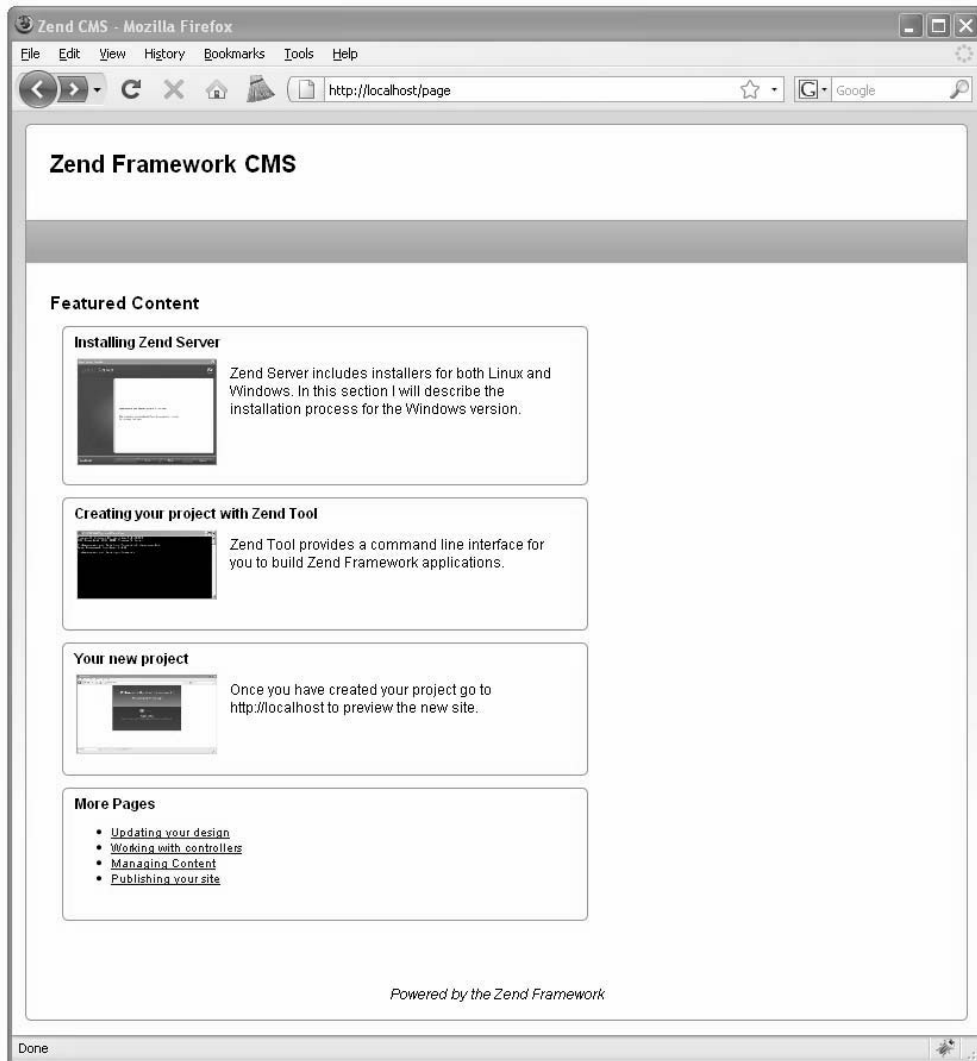 Zend CMS - Mozilla Firefox
File Edit View History Bookmarks Tools Help
http://localhost/page
G Google
Zend Framework CMS
Featured Content
Installing Zend Server
Zend Server includes installers for both Linux and
Windows. In this section I will describe the
installation process for the Windows version.
Creating your project with Zend Tool
Zend Tool provides a command line interface for
you to build Zend Framework applications.
Your new project
Once you have created your project go to
http://localhost to preview the new site.
More Pages
Updating your design
Working with controllers
Managing Content
Publishing your site
Powered by the Zend Framework
Done